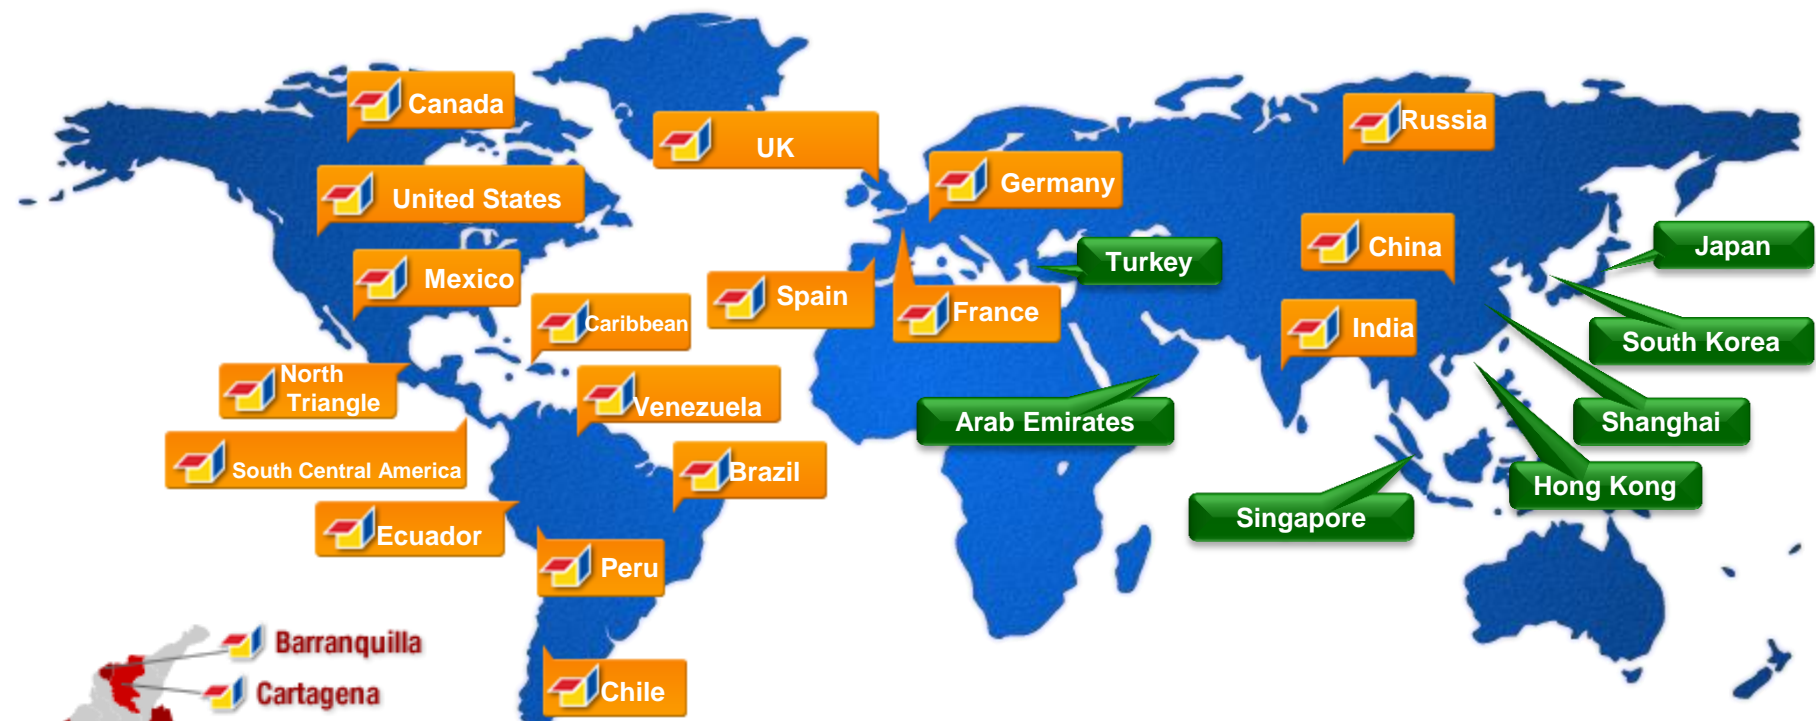 Canada
Russia
UK
Germany
United States
China
Japan
Turkey
Mexico
Spain
France
Caribbean
India
South Korea
North
Triangle
Venezuela
Arab Emirates
Shanghai
South Central America
Brazil
Hong Kong
Singapore
Ecuador
Peru
Barranquilla
Cartagena
Chile